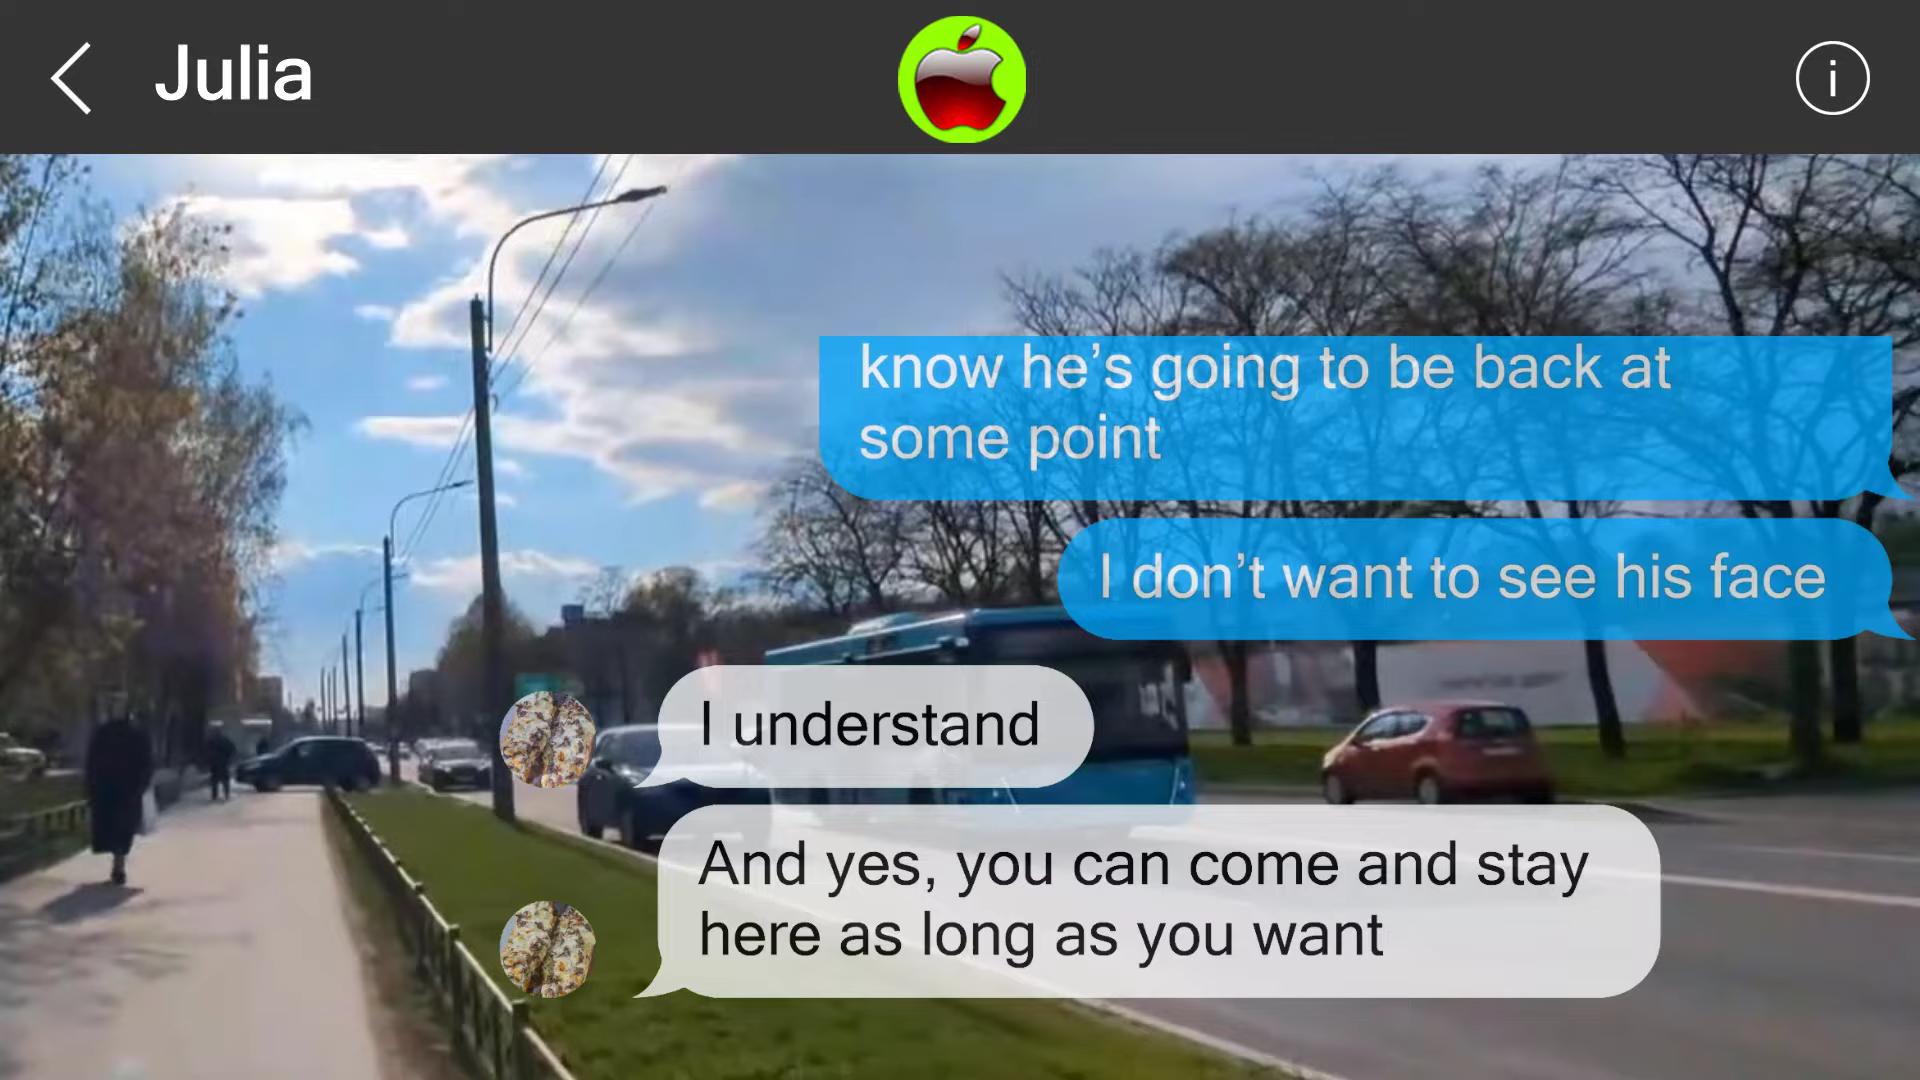 Julia
i
know he’s going to be back at
some point
I don’t want to see his face
I understand
And yes, you can come and stay
here as long as you want